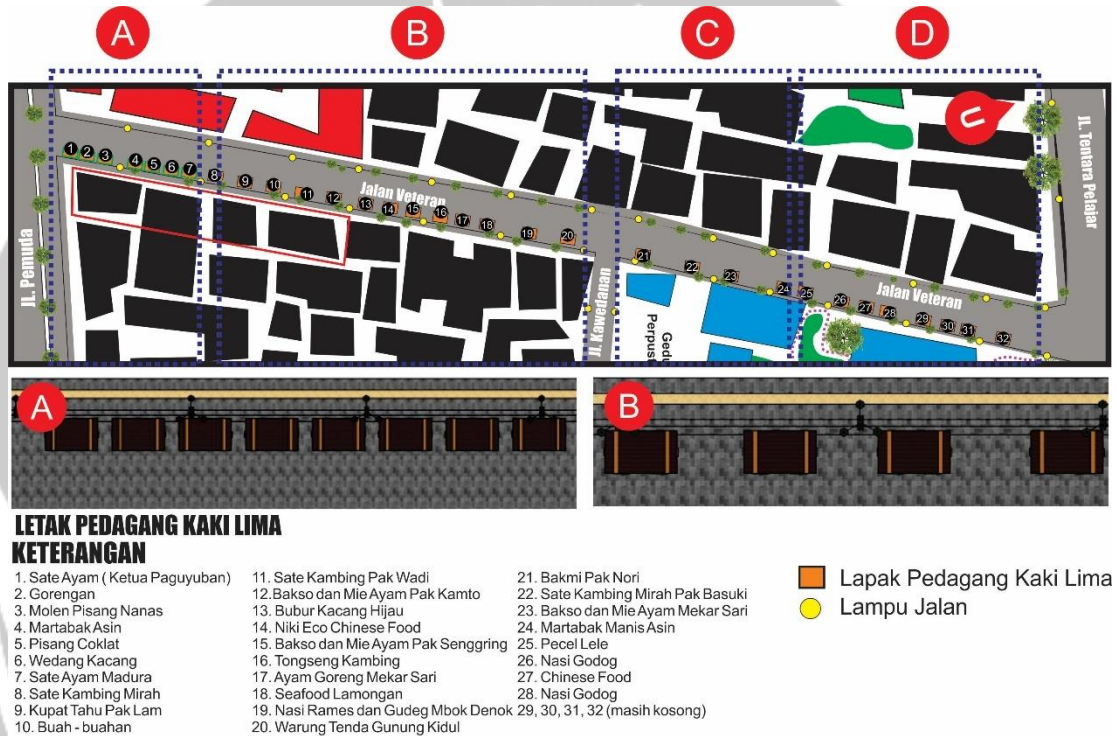 A B C D
U
JL. Pemuda
JL. Tentara Pelajar
1 2 3 4 5 6 7 8 9 10 11 12 13 14 15 16 17 18 19 20
Jalan Veteran
21 22 23 24 25 26 27 28 29 30 31 32
Jalan Veteran
JL. Kawedanan
Gedu
Perpust
A B
LETAK PEDAGANG KAKI LIMA
KETERANGAN
1. Sate Ayam ( Ketua Paguyuban)
2. Gorengan
3. Molen Pisang Nanas
4. Martabak Asin
5. Pisang Coklat
6. Wedang Kacang
7. Sate Ayam Madura
8. Sate Kambing Mirah
9. Kupat Tahu Pak Lam
10. Buah - buahan
11. Sate Kambing Pak Wadi
12. Bakso dan Mie Ayam Pak Kamto
13. Bubur Kacang Hijau
14. Niki Eco Chinese Food
15. Bakso dan Mie Ayam Pak Senggring
16. Tongseng Kambing
17. Ayam Goreng Mekar Sari
18. Seafood Lamongan
19. Nasi Rames dan Gudeg Mbok Denok
20. Warung Tenda Gunung Kidul
21. Bakmi Pak Nori
22. Sate Kambing Mirah Pak Basuki
23. Bakso dan Mie Ayam Mekar Sari
24. Martabak Manis Asin
25. Pecel Lele
26. Nasi Godog
27. Chinese Food
28. Nasi Godog
29, 30, 31, 32 (masih kosong)
Lapak Pedagang Kaki Lima
Lampu Jalan